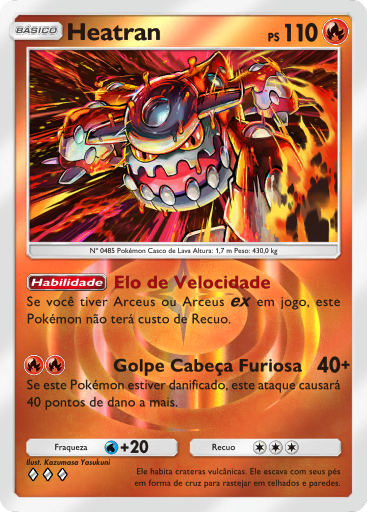 BÁSICO Heatran PS 110
Nº 0485 Pokémon Casco de Lava Altura: 1,7 m Peso: 430,0 kg
Habilidade Elo de Velocidade
Se você tiver Arceus ou Arceus ex em jogo, este
Pokémon não terá custo de Recuo.
Golpe Cabeça Furiosa 40+
Se este Pokémon estiver danificado, este ataque causará
40 pontos de dano a mais.
Fraqueza +20 Recuo
Ilust. Kazumasa Yasukuni
Ele habita crateras vulcânicas. Ele escava com seus pés
em forma de cruz para rastejar em telhados e paredes.